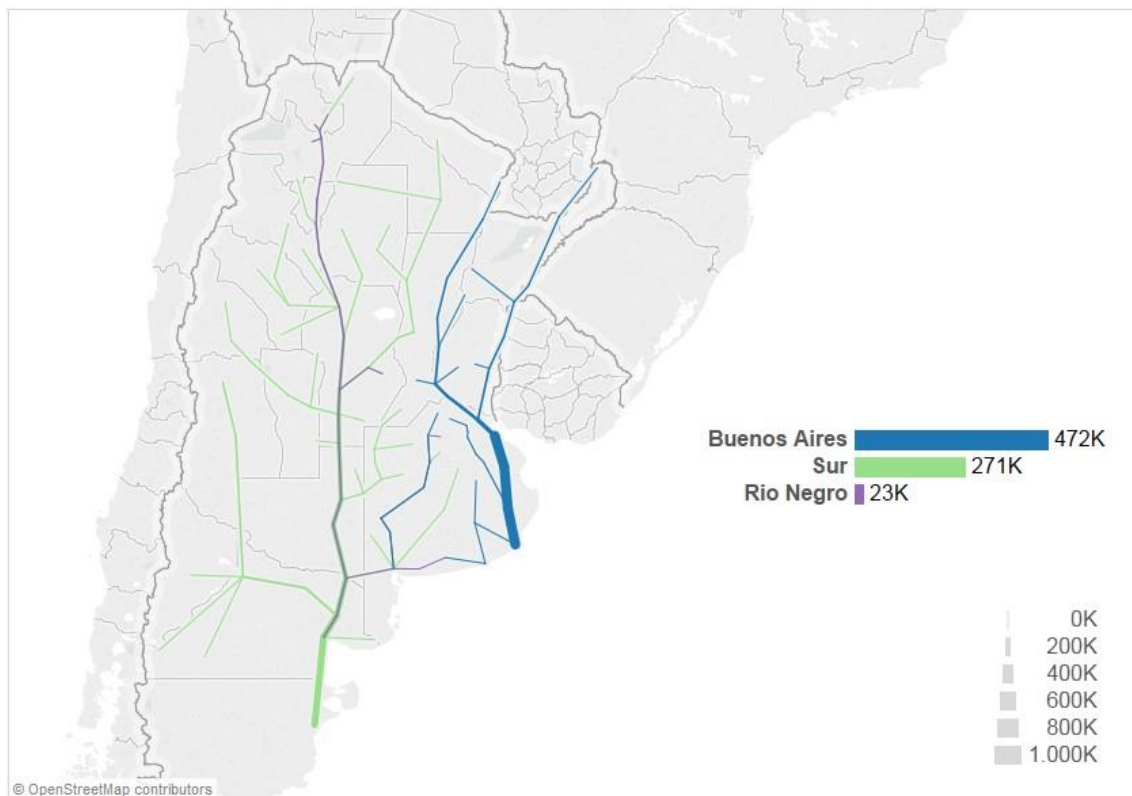 Buenos Aires 472K
Sur 271K
Rio Negro 23K
0K
200K
400K
600K
800K
1.000K
© OpenStreetMap contributors